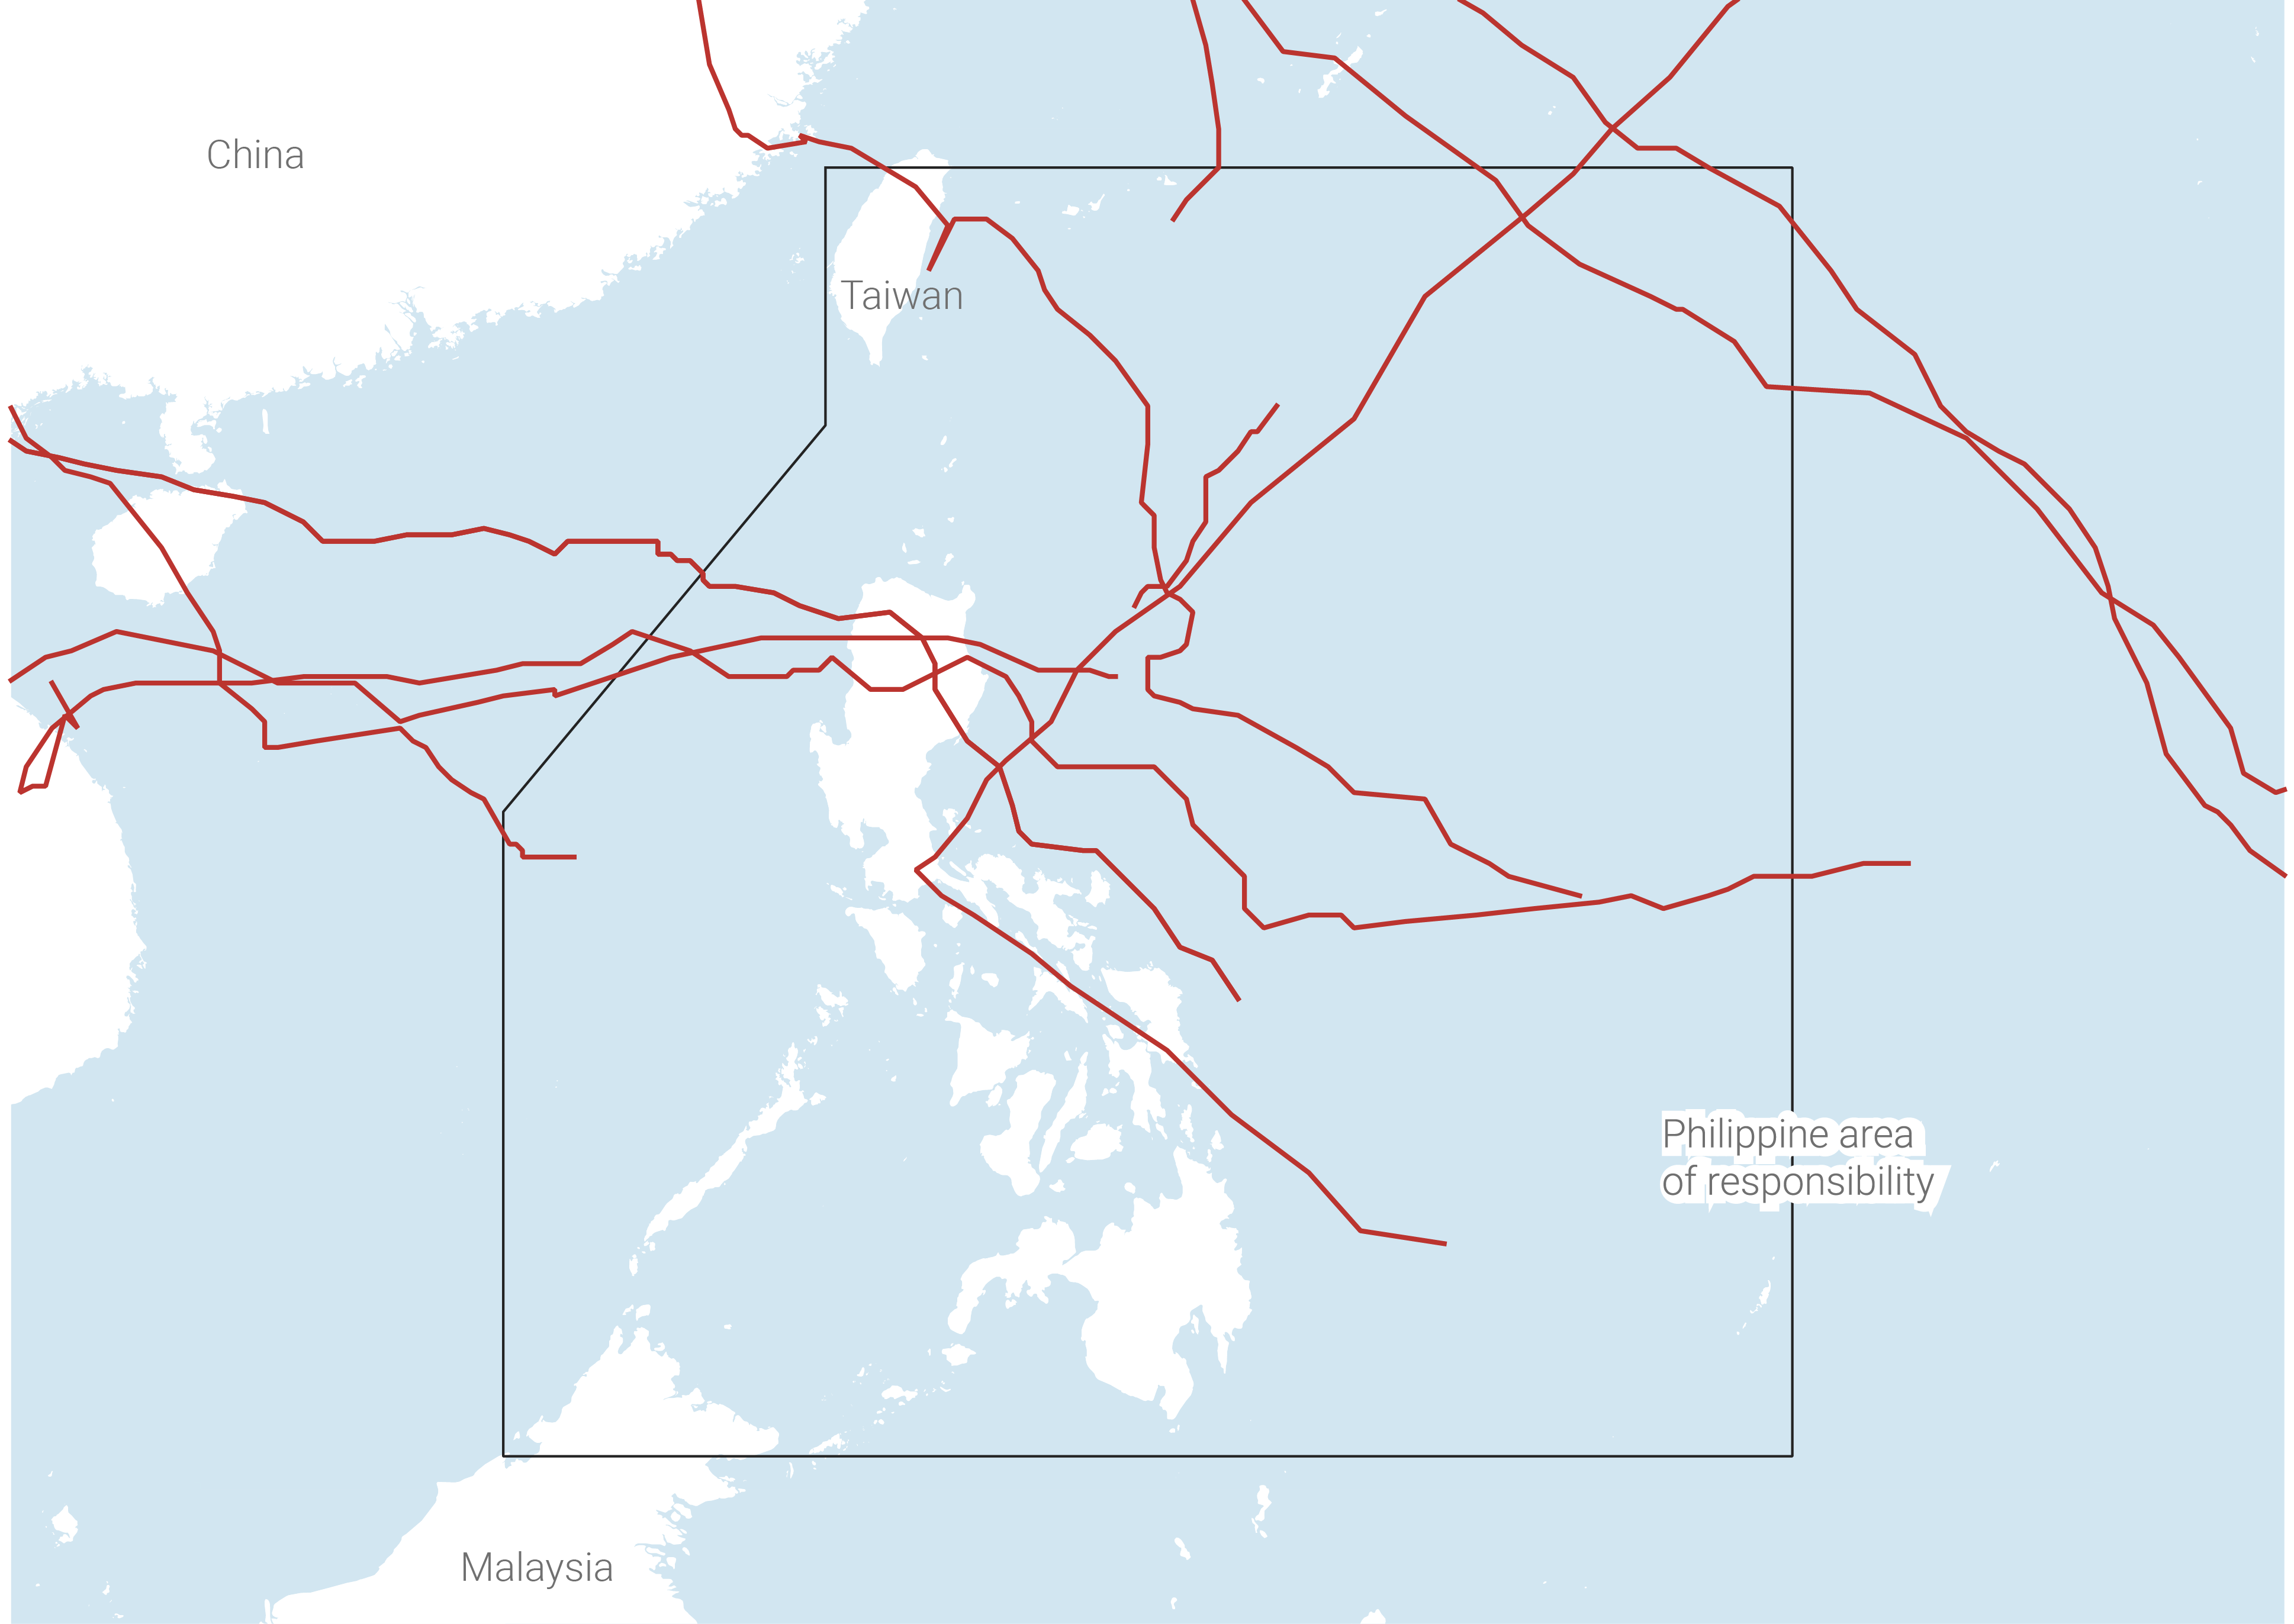 China
Taiwan
Philippine area
of responsibility
Malaysia